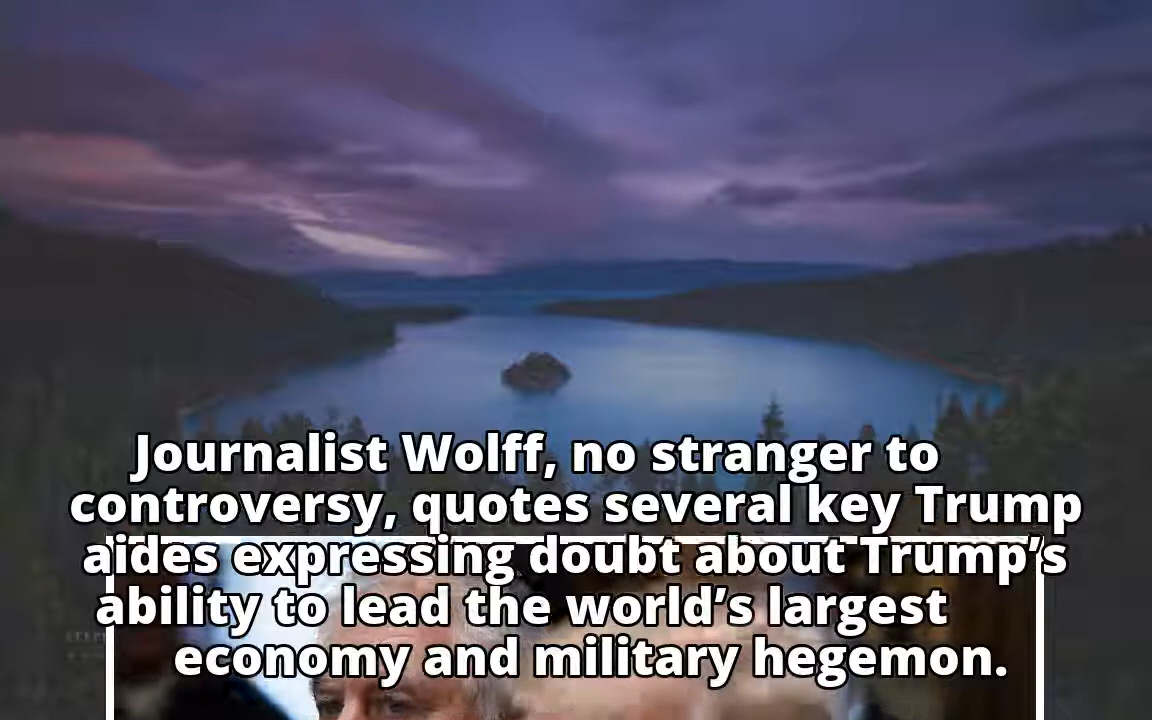 Journalist Wolff, no stranger to
controversy, quotes several key Trump
aides expressing doubt about Trump’s
ability to lead the world’s largest
economy and military hegemon.